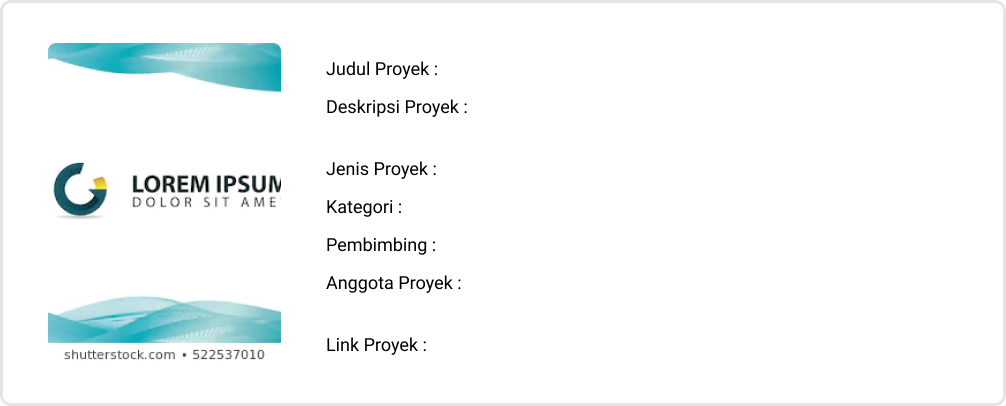 LOREM IPSUM
DOLOR SIT AME
shutterstock.com • 522537010
Judul Proyek :
Deskripsi Proyek :
Jenis Proyek :
Kategori :
Pembimbing :
Anggota Proyek :
Link Proyek :